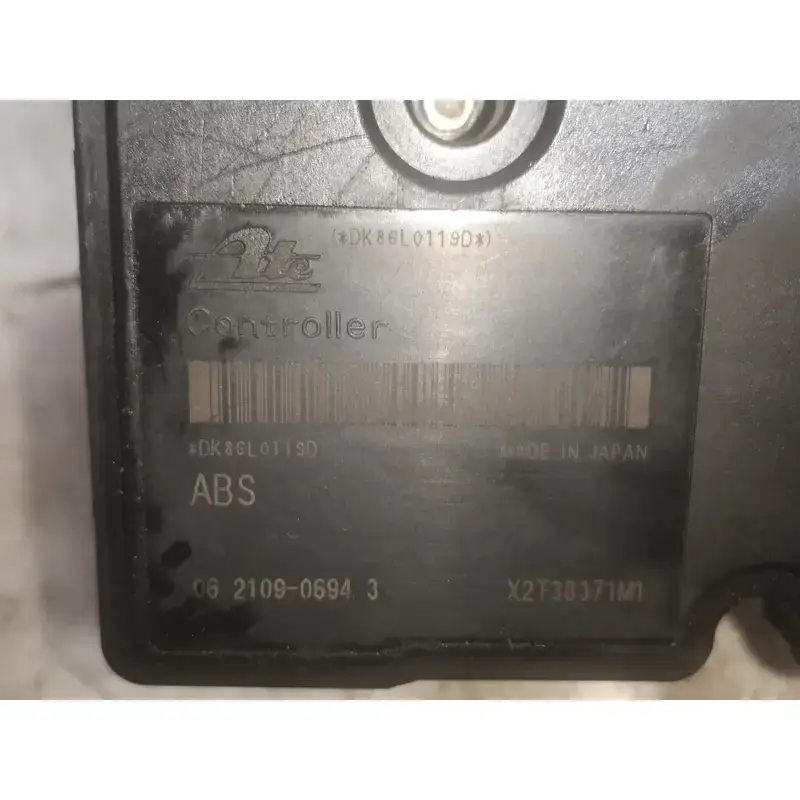 (*DK86L0119D*)
Ate
Controller
*DK86L0119D
MADE IN JAPAN
ABS
06 2109-0694 3
X2T38371M1